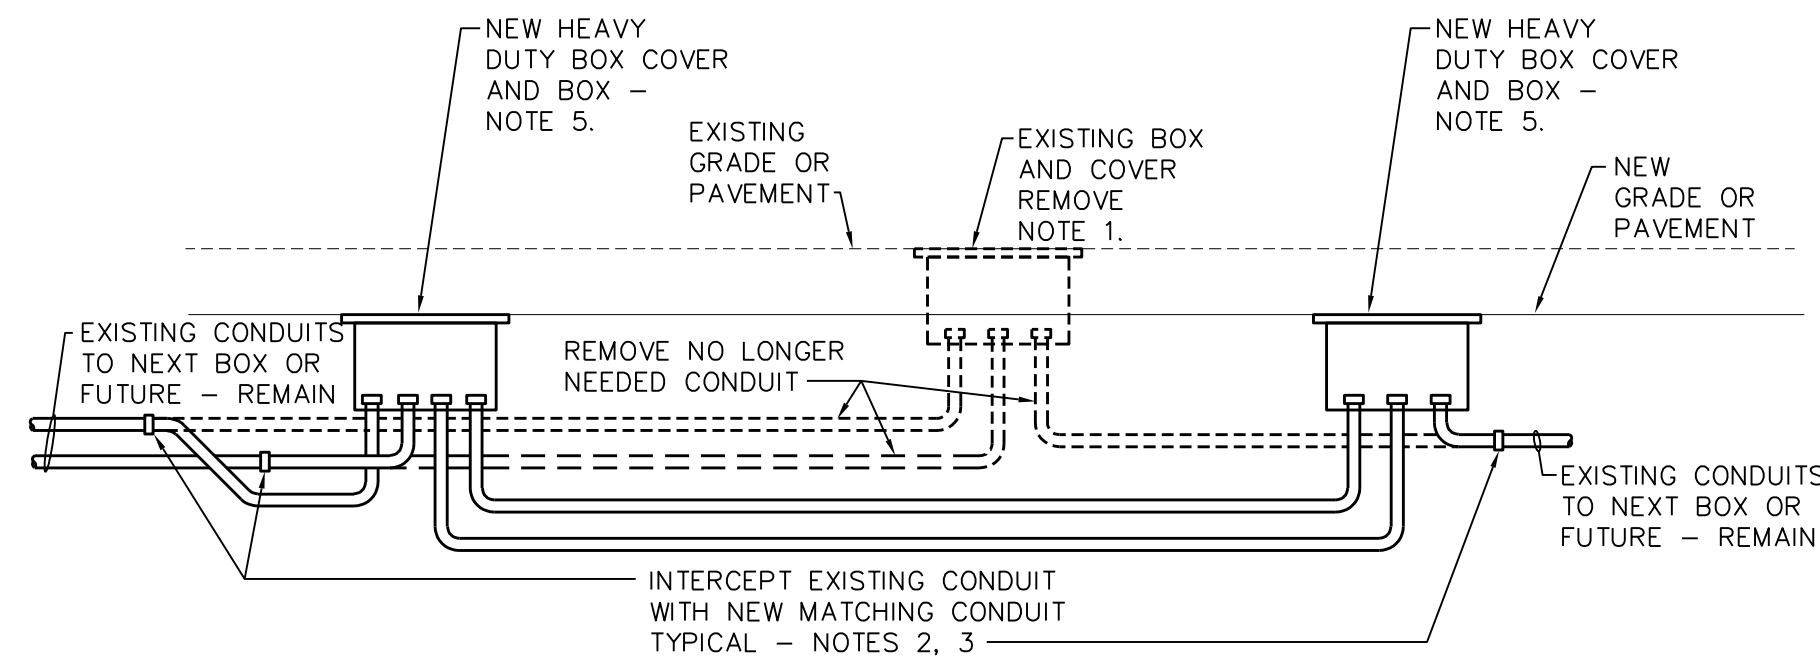 NEW HEAVY
DUTY BOX COVER
AND BOX –
NOTE 5.
EXISTING
GRADE OR
PAVEMENT
EXISTING BOX
AND COVER
REMOVE
NOTE 1.
NEW HEAVY
DUTY BOX COVER
AND BOX –
NOTE 5.
NEW
GRADE OR
PAVEMENT
EXISTING CONDUITS
TO NEXT BOX OR
FUTURE – REMAIN
REMOVE NO LONGER
NEEDED CONDUIT
EXISTING CONDUITS
TO NEXT BOX OR
FUTURE – REMAIN
INTERCEPT EXISTING CONDUIT
WITH NEW MATCHING CONDUIT
TYPICAL – NOTES 2, 3